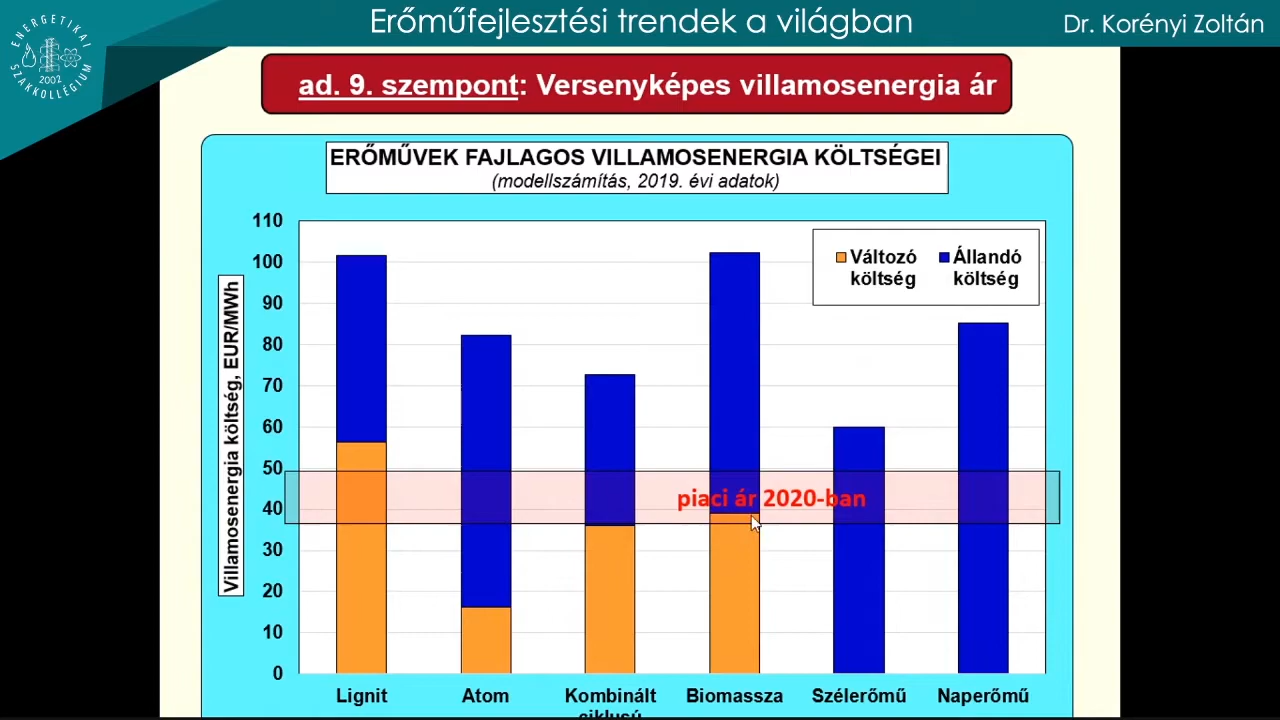 ENERGETIKAI
SZAKKOLLÉGIUM
2002
Erőműfejlesztési trendek a világban
Dr. Korényi Zoltán
ad. 9. szempont: Versenyképes villamosenergia ár
ERŐMŰVEK FAJLAGOS VILLAMOSENERGIA KÖLTSÉGEI
(modellszámítás, 2019. évi adatok)
Villamosenergia költség, EUR/MWh
110
100
90
80
70
60
50
40
30
20
10
0
Változó
költség
Állandó
költség
piaci ár 2020-ban
Lignit
Atom
Kombinált
ciklusú
Biomassza
Szélerőmű
Naperőmű